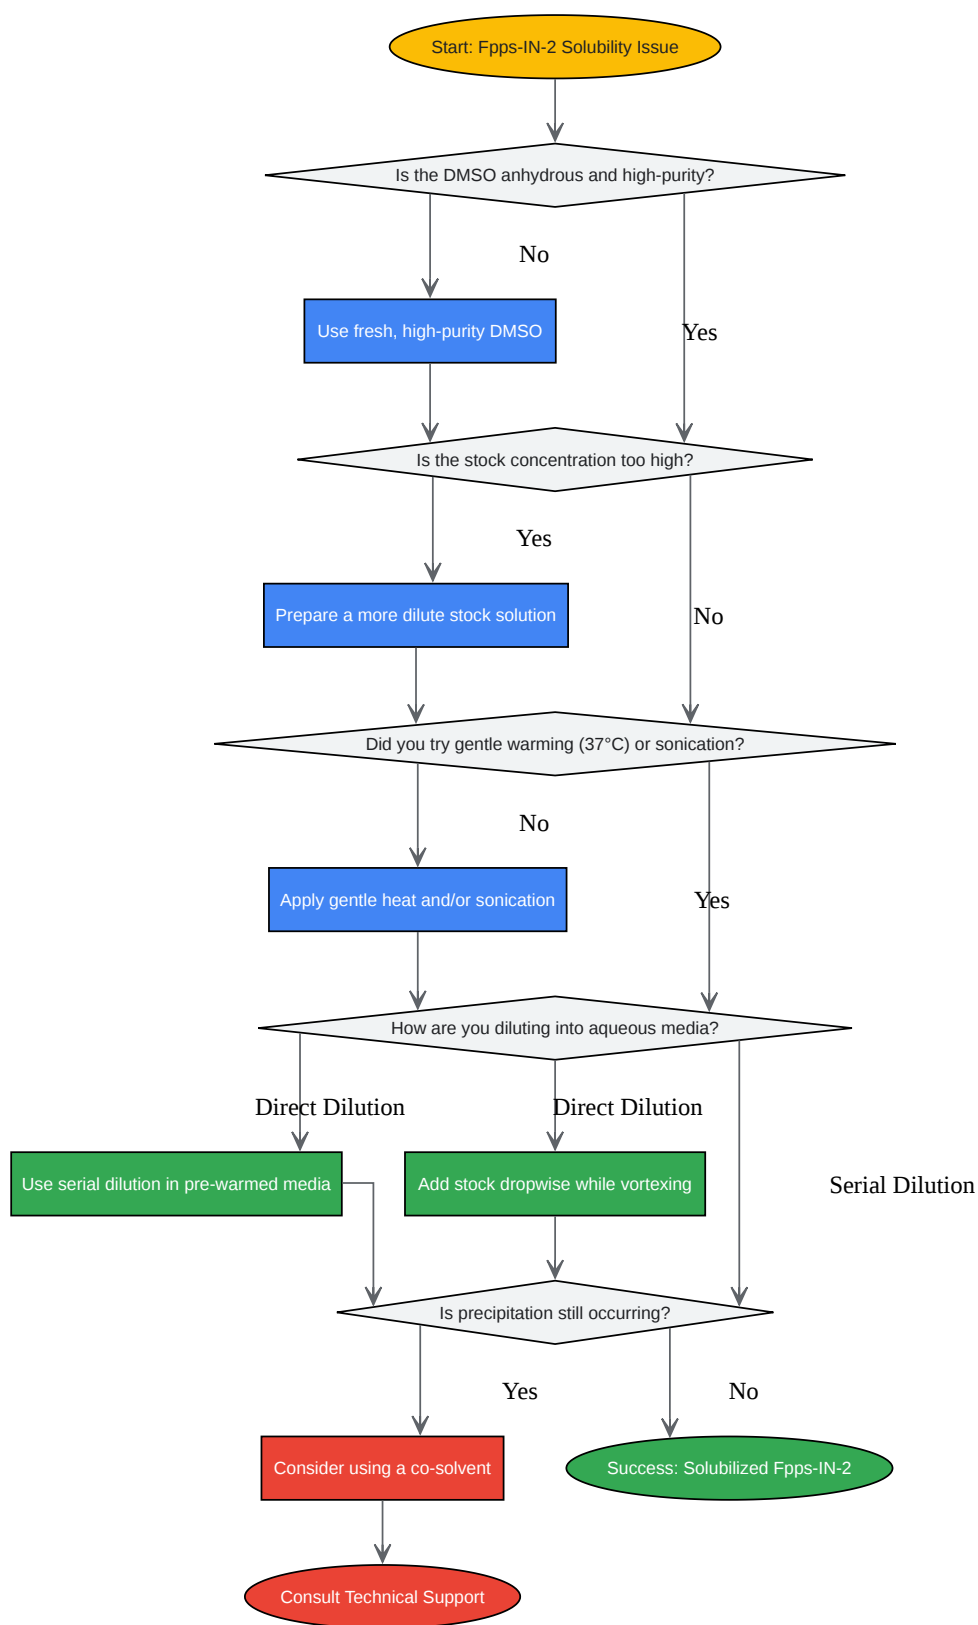 Start: Fpps-IN-2 Solubility Issue
Is the DMSO anhydrous and high-purity?
No
Use fresh, high-purity DMSO
Yes
Is the stock concentration too high?
Yes
Prepare a more dilute stock solution
No
Did you try gentle warming (37°C) or sonication?
No
Apply gentle heat and/or sonication
Yes
How are you diluting into aqueous media?
Direct Dilution
Direct Dilution
Use serial dilution in pre-warmed media
Add stock dropwise while vortexing
Serial Dilution
Is precipitation still occurring?
Yes
No
Consider using a co-solvent
Success: Solubilized Fpps-IN-2
Consult Technical Support